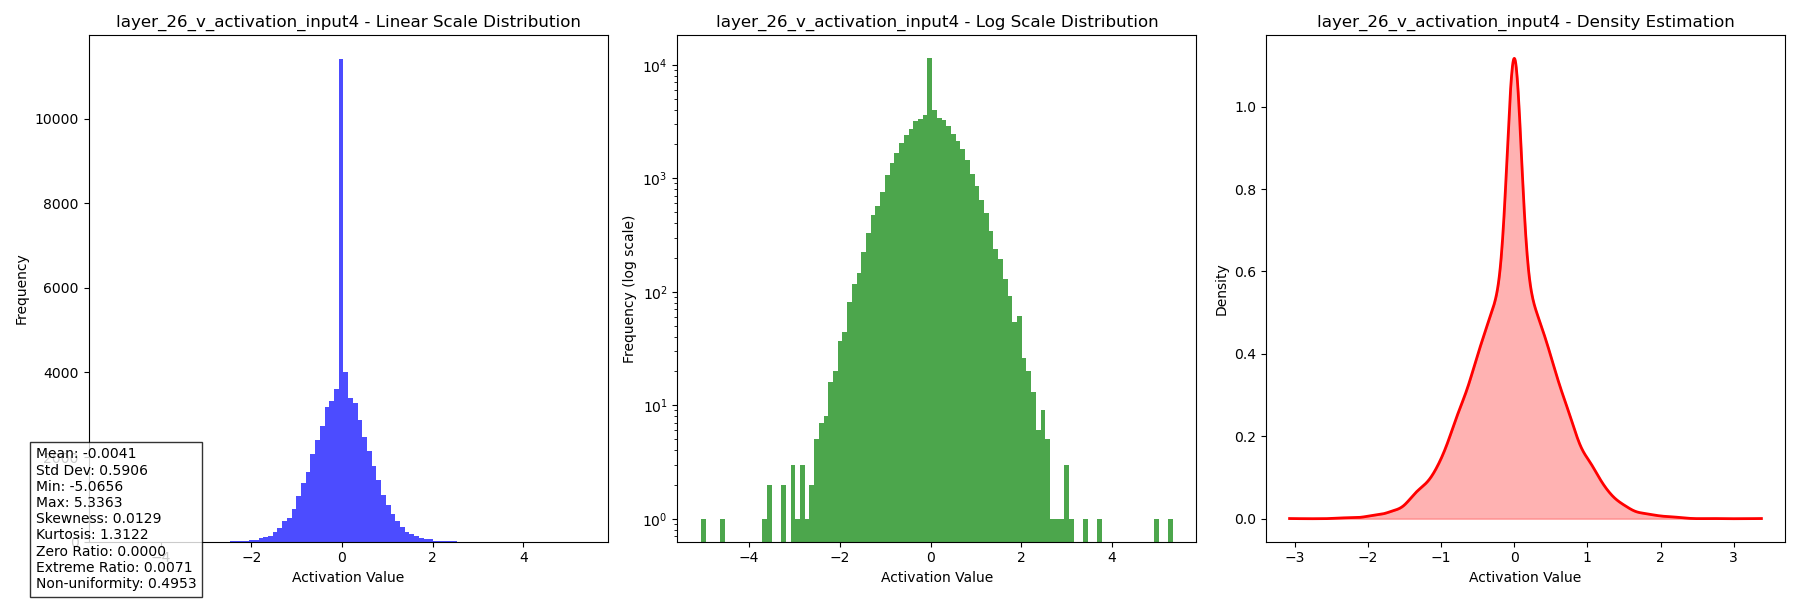 layer_26_v_activation_input4 - Linear Scale Distribution
layer_26_v_activation_input4 - Log Scale Distribution
layer_26_v_activation_input4 - Density Estimation
Frequency
10000
8000
6000
4000
2000
0
−4
−2
0
2
4
Activation Value
Mean: -0.0041
Std Dev: 0.5906
Min: -5.0656
Max: 5.3363
Skewness: 0.0129
Kurtosis: 1.3122
Zero Ratio: 0.0000
Extreme Ratio: 0.0071
Non-uniformity: 0.4953
Frequency (log scale)
10⁴
10³
10²
10¹
10⁰
−4
−2
0
2
4
Activation Value
Density
1.0
0.8
0.6
0.4
0.2
0.0
−3
−2
−1
0
1
2
3
Activation Value